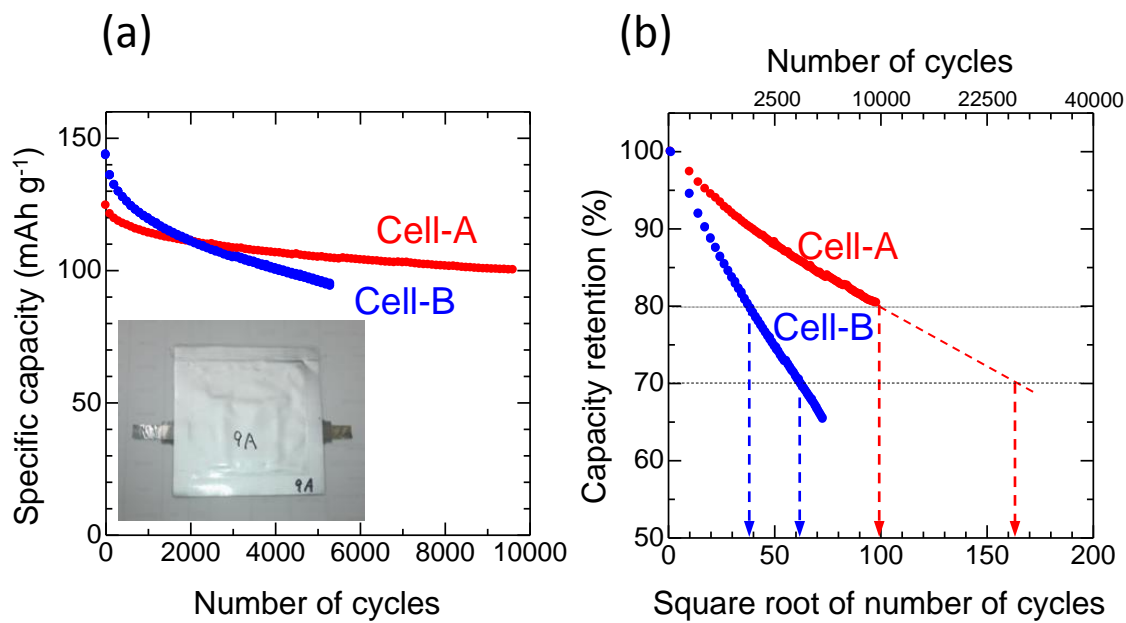 (a)
Specific capacity (mAh g-1)
150
100
50
0
Cell-A
Cell-B
9A
9A
0 2000 4000 6000 8000 10000
Number of cycles
(b)
Number of cycles
2500 10000 22500 40000
Capacity retention (%)
100
90
80
70
60
50
Cell-A
Cell-B
0 50 100 150 200
Square root of number of cycles